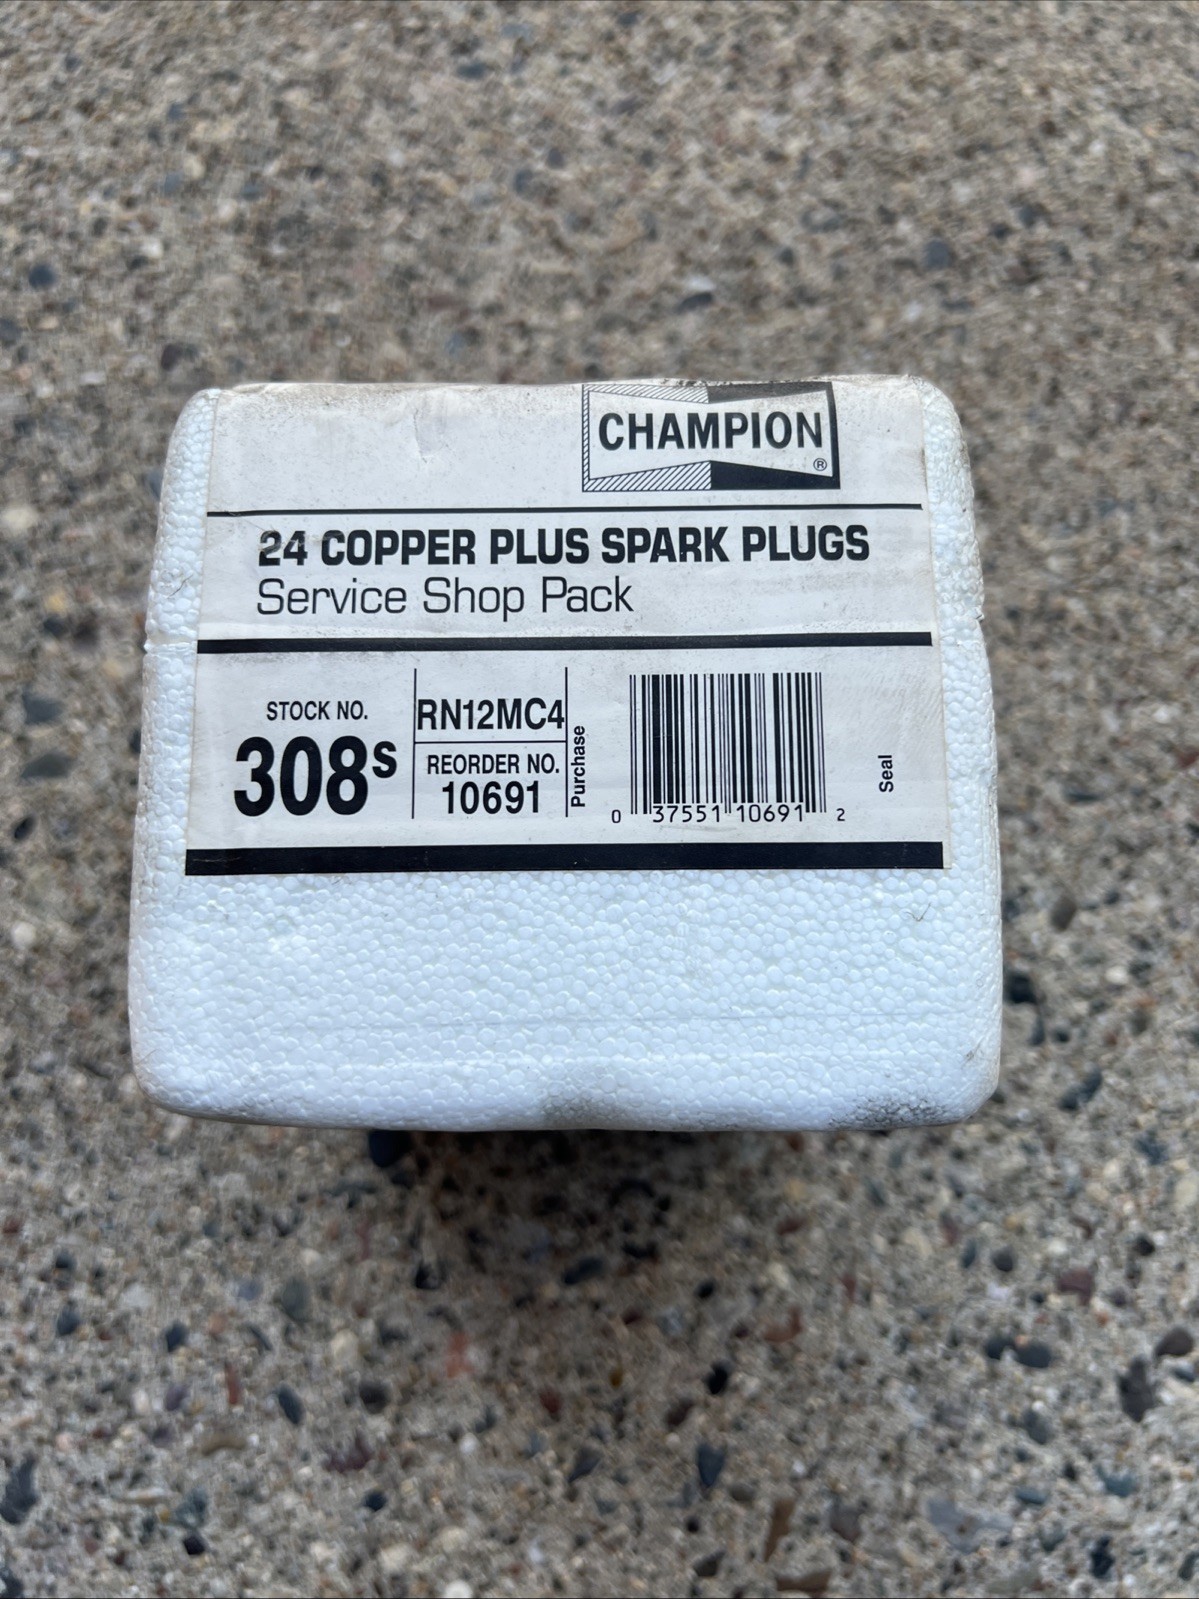 CHAMPION
®
24 COPPER PLUS SPARK PLUGS
Service Shop Pack
STOCK NO.
308S
RN12MC4
REORDER NO.
10691
Purchase
0 37551 10691 2
Seal